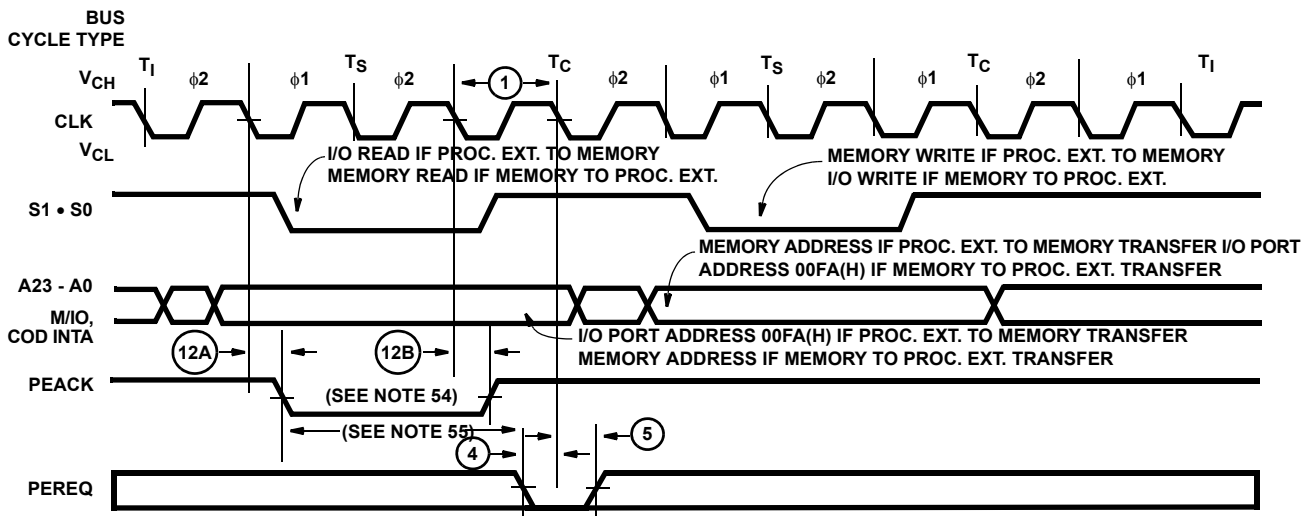 BUS
CYCLE TYPE
TI ϕ2 ϕ1 TS ϕ2 1 TC ϕ2 ϕ1 TS ϕ2 ϕ1 TC ϕ2 ϕ1 TI
VCH
CLK
VCL
I/O READ IF PROC. EXT. TO MEMORY
MEMORY READ IF MEMORY TO PROC. EXT.
MEMORY WRITE IF PROC. EXT. TO MEMORY
I/O WRITE IF MEMORY TO PROC. EXT.
S1 • S0
MEMORY ADDRESS IF PROC. EXT. TO MEMORY TRANSFER I/O PORT
ADDRESS 00FA(H) IF MEMORY TO PROC. EXT. TRANSFER
A23 - A0
M/IO,
COD INTA
I/O PORT ADDRESS 00FA(H) IF PROC. EXT. TO MEMORY TRANSFER
MEMORY ADDRESS IF MEMORY TO PROC. EXT. TRANSFER
12A 12B
PEACK
(SEE NOTE 54)
(SEE NOTE 55)
4 5
PEREQ